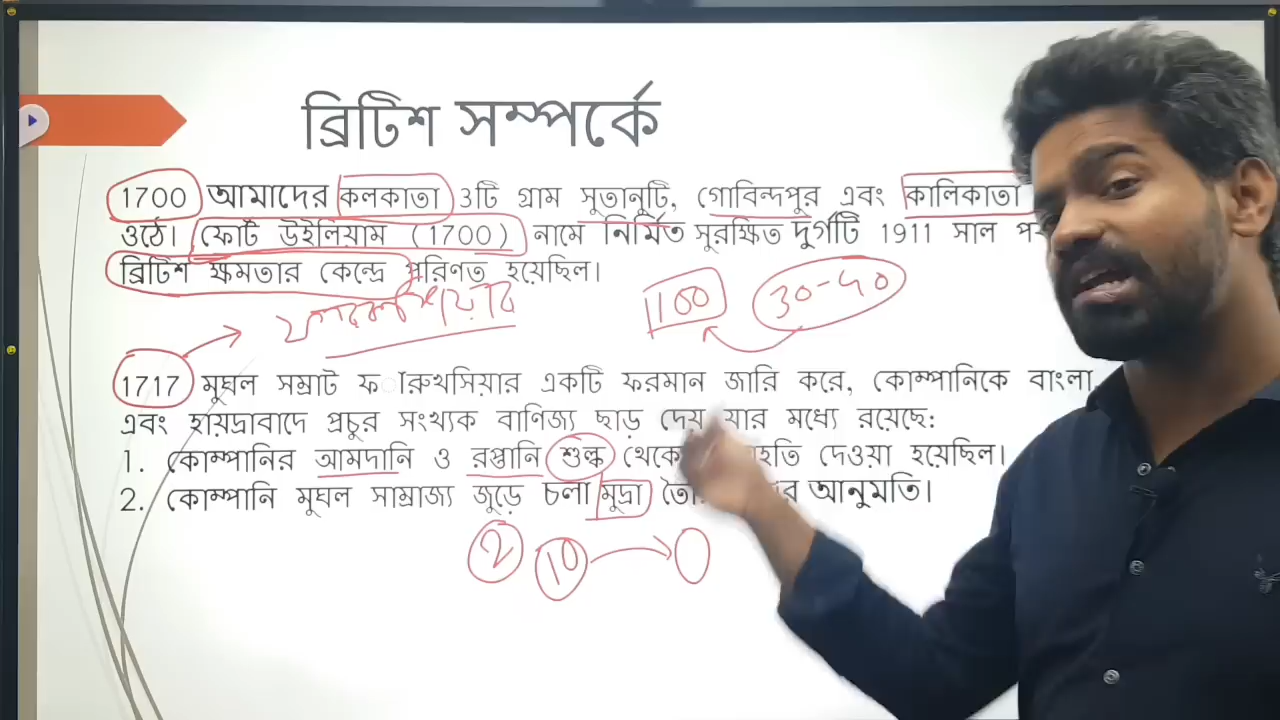 ব্রিটিশ সম্পর্কে
1700 আমাদের কলকাতা 3টি গ্রাম সুতানুটি, গোবিন্দপুর এবং কালিকাতা
ওঠে। ফোর্ট উইলিয়াম (1700) নামে নির্মিত সুরক্ষিত দুর্গটি 1911 সাল
ব্রিটিশ ক্ষমতার কেন্দ্রে পরিণত হয়েছিল।
100 30-40
1717 মুঘল সম্রাট ফারুখসিয়ার একটি ফরমান জারি করে, কোম্পানিকে বাংলা
এবং হায়দ্রাবাদে প্রচুর সংখ্যক বাণিজ্য ছাড় দেয় যার মধ্যে রয়েছে:
1. কোম্পানির আমদানি ও রপ্তানি শুল্ক থেকে দেওয়া হয়েছিল।
2. কোম্পানি মুঘল সাম্রাজ্য জুড়ে চলা মুদ্রা আনুমতি।
2 10